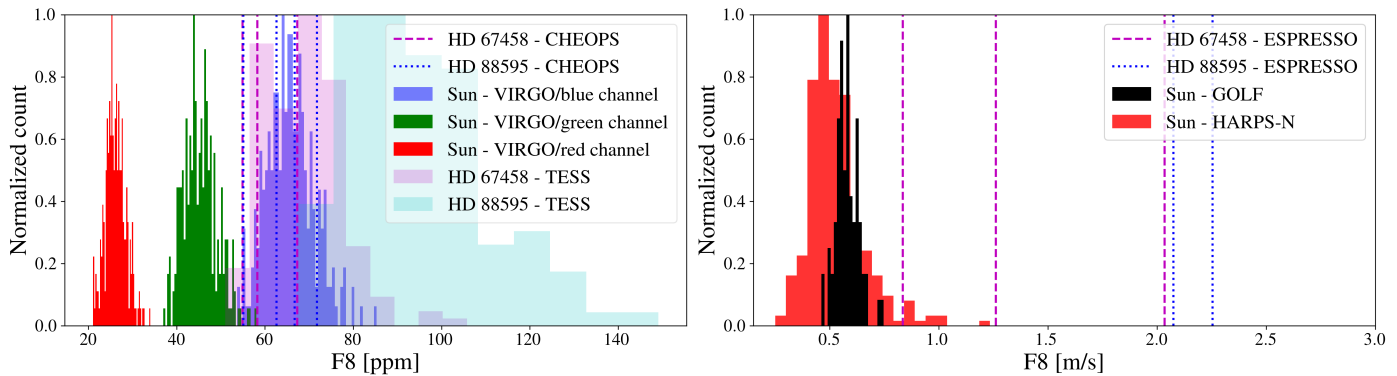 Normalized count
1.0
0.8
0.6
0.4
0.2
0.0
20
40
60
80
100
120
140
F8 [ppm]
HD 67458 - CHEOPS
HD 88595 - CHEOPS
Sun - VIRGO/blue channel
Sun - VIRGO/green channel
Sun - VIRGO/red channel
HD 67458 - TESS
HD 88595 - TESS
Normalized count
1.0
0.8
0.6
0.4
0.2
0.0
0.5
1.0
1.5
2.0
2.5
3.0
F8 [m/s]
HD 67458 - ESPRESSO
HD 88595 - ESPRESSO
Sun - GOLF
Sun - HARPS-N